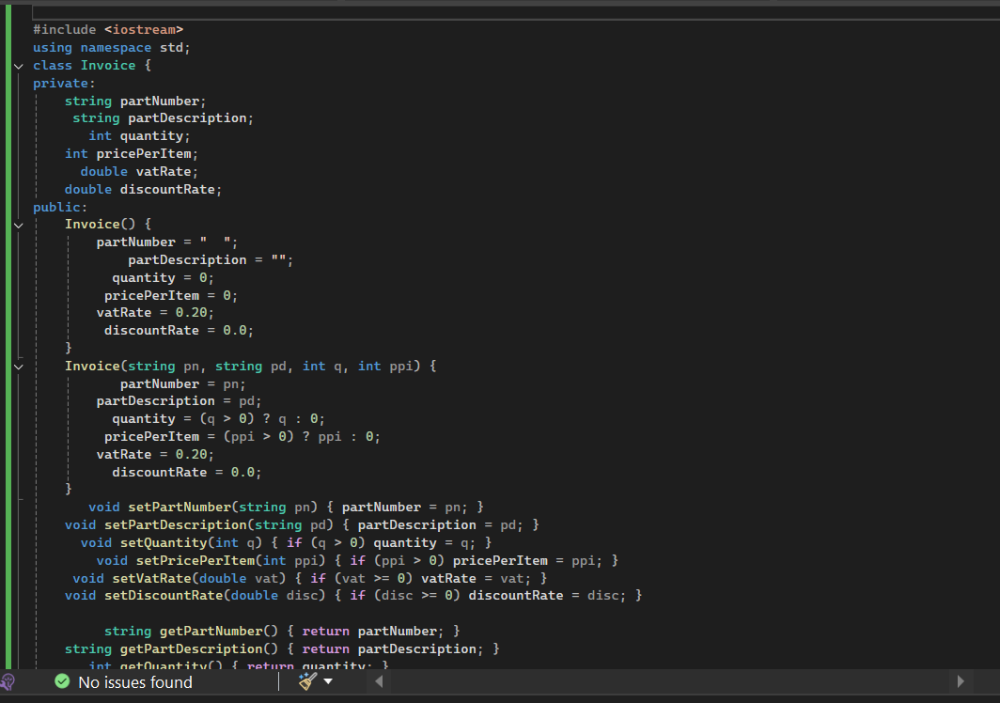 #include <iostream>
using namespace std;
class Invoice {
private:
    string partNumber;
     string partDescription;
       int quantity;
    int pricePerItem;
      double vatRate;
    double discountRate;
public:
    Invoice() {
        partNumber = "  ";
            partDescription = "";
          quantity = 0;
         pricePerItem = 0;
        vatRate = 0.20;
         discountRate = 0.0;
    }
    Invoice(string pn, string pd, int q, int ppi) {
           partNumber = pn;
        partDescription = pd;
          quantity = (q > 0) ? q : 0;
         pricePerItem = (ppi > 0) ? ppi : 0;
        vatRate = 0.20;
          discountRate = 0.0;
    }
       void setPartNumber(string pn) { partNumber = pn; }
    void setPartDescription(string pd) { partDescription = pd; }
      void setQuantity(int q) { if (q > 0) quantity = q; }
        void setPricePerItem(int ppi) { if (ppi > 0) pricePerItem = ppi; }
     void setVatRate(double vat) { if (vat >= 0) vatRate = vat; }
    void setDiscountRate(double disc) { if (disc >= 0) discountRate = disc; }
         string getPartNumber() { return partNumber; }
    string getPartDescription() { return partDescription; }
       int getQuantity() { return quantity; }
No issues found